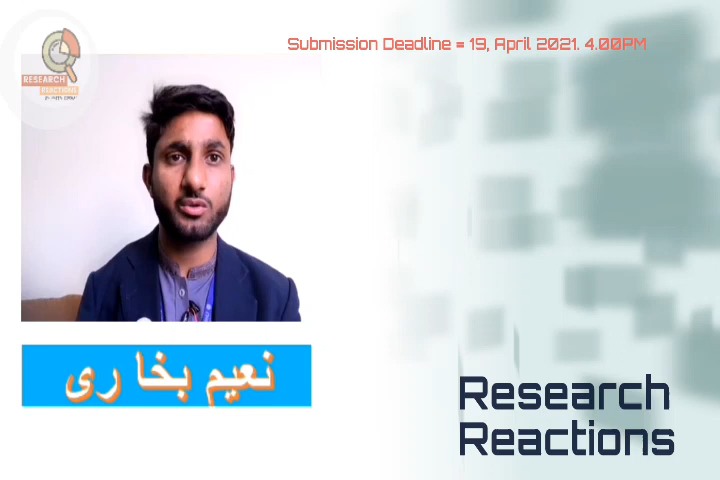 Submission Deadline = 19, April 2021. 4.00PM
RESEARCH
REACTIONS
نعیم بخا ری
Research
Reactions